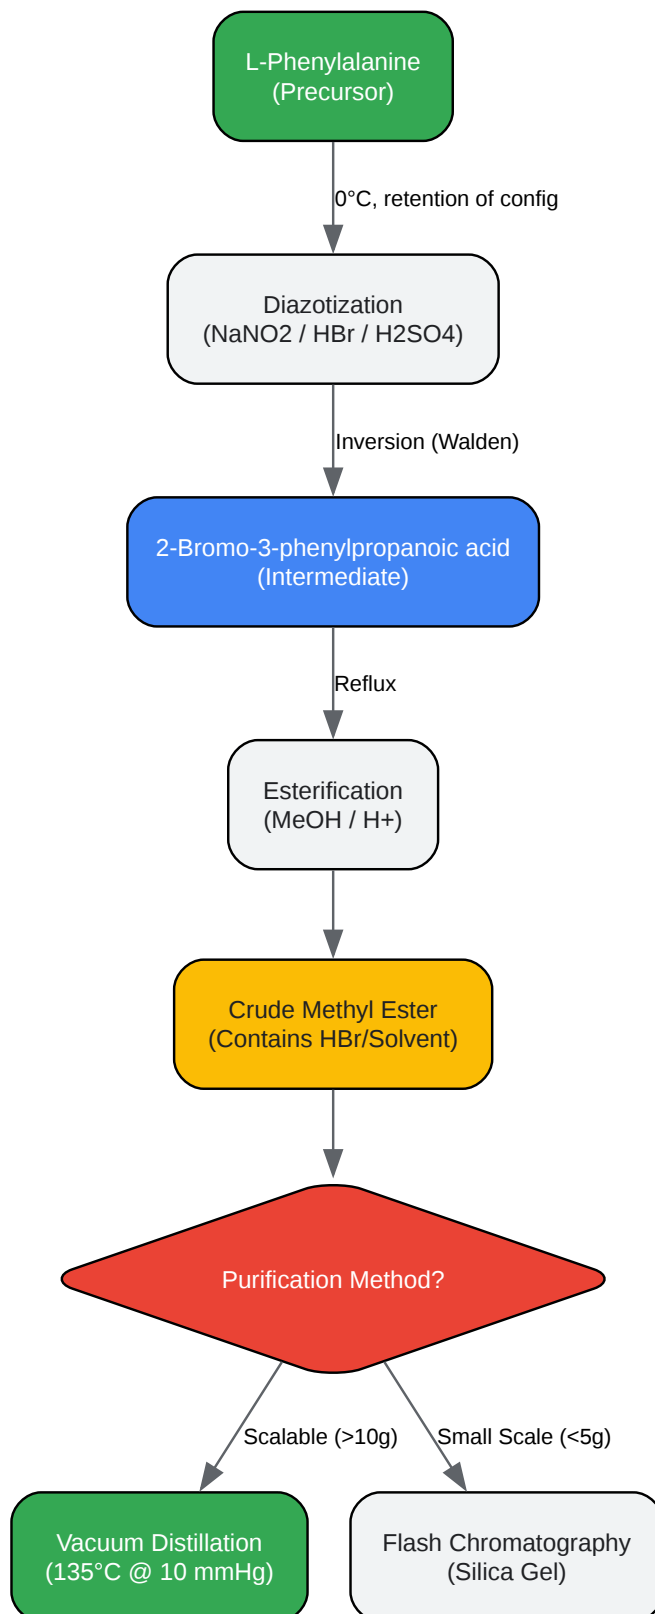 L-Phenylalanine
(Precursor)
0°C, retention of config
Diazotization
(NaNO2 / HBr / H2SO4)
Inversion (Walden)
2-Bromo-3-phenylpropanoic acid
(Intermediate)
Reflux
Esterification
(MeOH / H+)
Crude Methyl Ester
(Contains HBr/Solvent)
Purification Method?
Scalable (>10g)
Small Scale (<5g)
Vacuum Distillation
(135°C @ 10 mmHg)
Flash Chromatography
(Silica Gel)